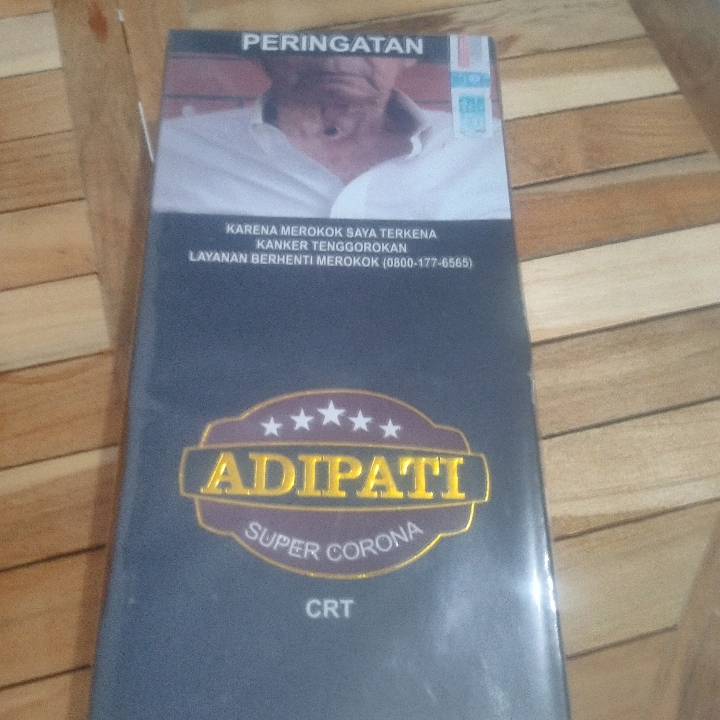 PERINGATAN
KARENA MEROKOK SAYA TERKENA
KANKER TENGGOROKAN
LAYANAN BERHENTI MEROKOK (0800-177-6565)
ADIPATI
SUPER CORONA
CRT